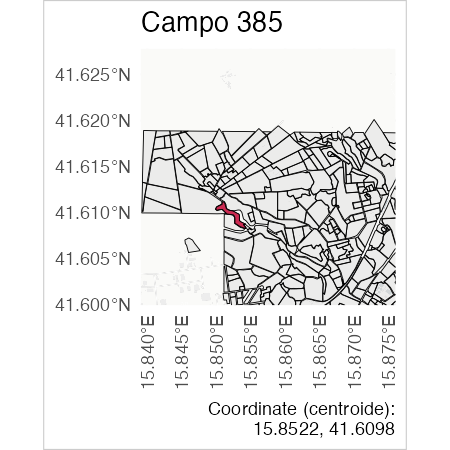 Campo 385
41.625°N
41.620°N
41.615°N
41.610°N
41.605°N
41.600°N
15.840°E
15.845°E
15.850°E
15.855°E
15.860°E
15.865°E
15.870°E
15.875°E
Coordinate (centroide):
15.8522, 41.6098